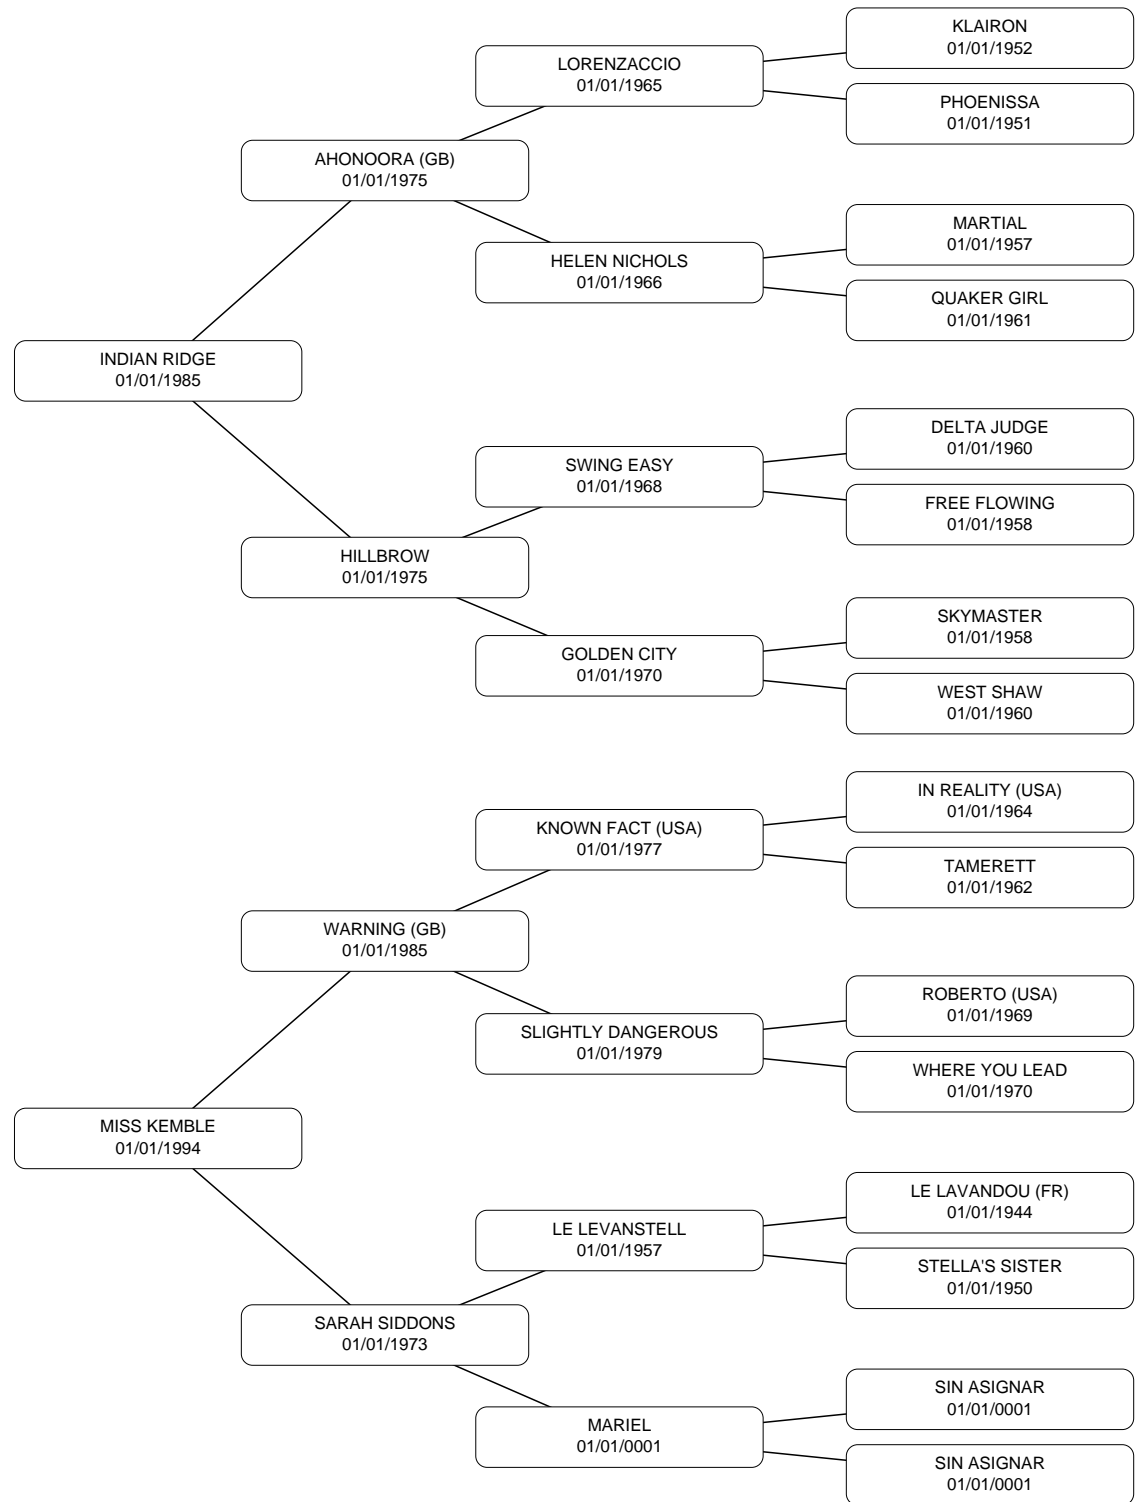 KLAIRON
01/01/1952
LORENZACCIO
01/01/1965
PHOENISSA
01/01/1951
AHONOORA (GB)
01/01/1975
MARTIAL
01/01/1957
HELEN NICHOLS
01/01/1966
QUAKER GIRL
01/01/1961
INDIAN RIDGE
01/01/1985
DELTA JUDGE
01/01/1960
SWING EASY
01/01/1968
FREE FLOWING
01/01/1958
HILLBROW
01/01/1975
SKYMASTER
01/01/1958
GOLDEN CITY
01/01/1970
WEST SHAW
01/01/1960
IN REALITY (USA)
01/01/1964
KNOWN FACT (USA)
01/01/1977
TAMERETT
01/01/1962
WARNING (GB)
01/01/1985
ROBERTO (USA)
01/01/1969
SLIGHTLY DANGEROUS
01/01/1979
WHERE YOU LEAD
01/01/1970
MISS KEMBLE
01/01/1994
LE LAVANDOU (FR)
01/01/1944
LE LEVANSTELL
01/01/1957
STELLA'S SISTER
01/01/1950
SARAH SIDDONS
01/01/1973
SIN ASIGNAR
01/01/0001
MARIEL
01/01/0001
SIN ASIGNAR
01/01/0001